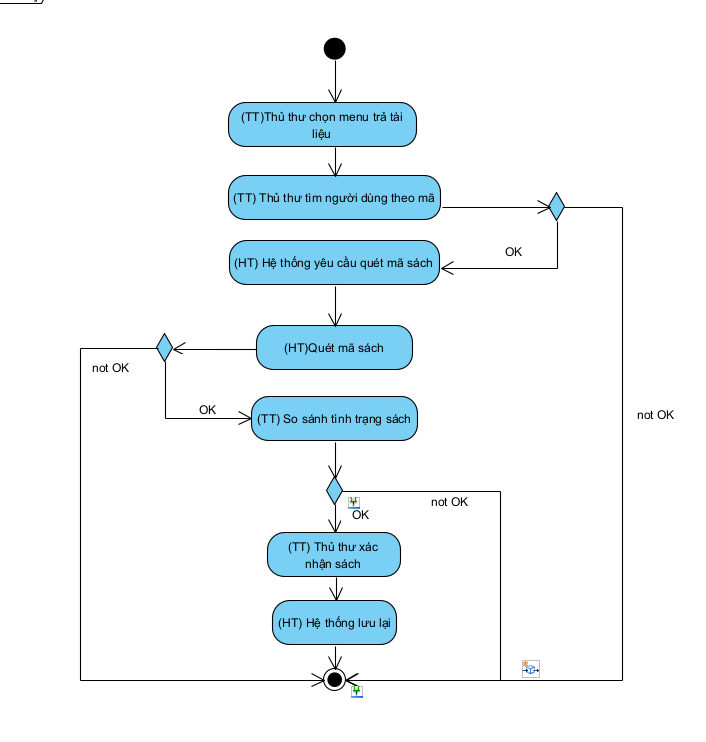 (TT)Thủ thư chọn menu trả tài
liệu
(TT) Thủ thư tìm người dùng theo mã
OK
(HT) Hệ thống yêu cầu quét mã sách
(HT)Quét mã sách
not OK
OK
(TT) So sánh tình trạng sách
not OK
not OK
OK
(TT) Thủ thư xác
nhận sách
(HT) Hệ thống lưu lại